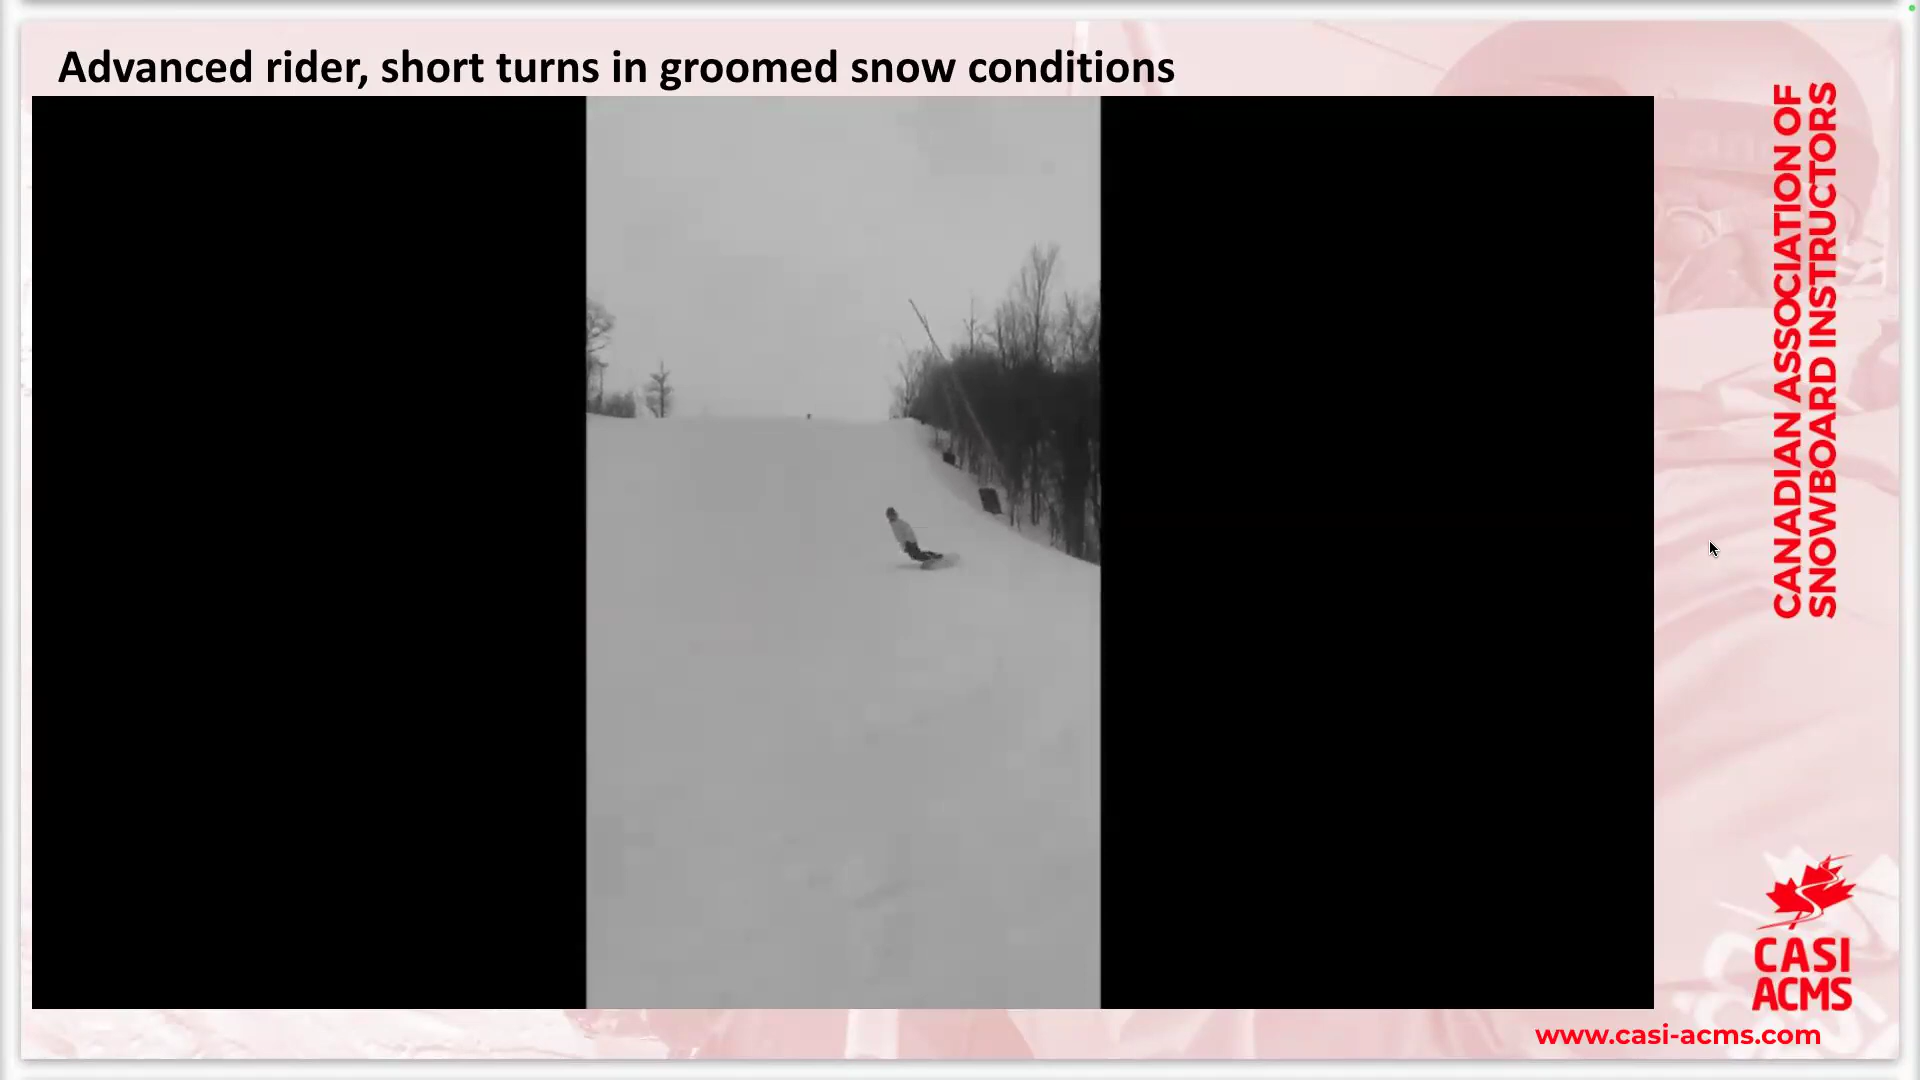 Advanced rider, short turns in groomed snow conditions
CANADIAN ASSOCIATION OF
SNOWBOARD INSTRUCTORS
CASI
ACMS
www.casi-acms.com